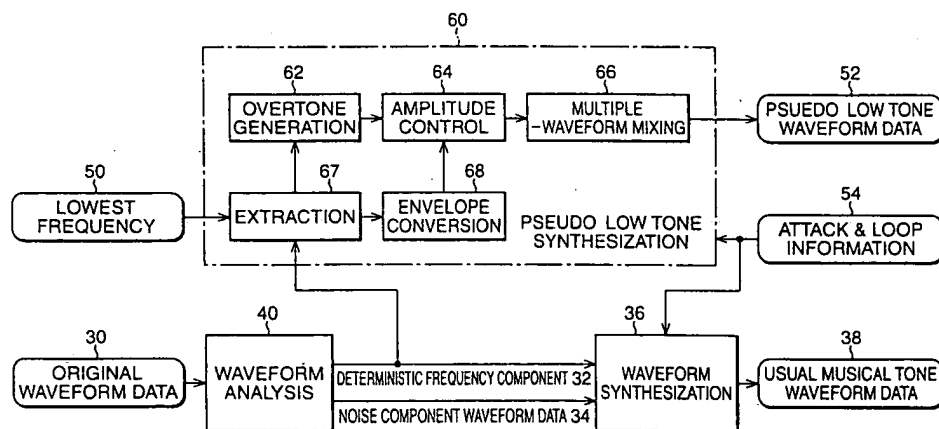 60
62
OVERTONE
GENERATION
64
AMPLITUDE
CONTROL
66
MULTIPLE
-WAVEFORM MIXING
52
PSUEDO LOW TONE
WAVEFORM DATA
50
LOWEST
FREQUENCY
67
EXTRACTION
68
ENVELOPE
CONVERSION
PSEUDO LOW TONE
SYNTHESIZATION
54
ATTACK & LOOP
INFORMATION
30
ORIGINAL
WAVEFORM DATA
40
WAVEFORM
ANALYSIS
DETERMINISTIC FREQUENCY COMPONENT 32
NOISE COMPONENT WAVEFORM DATA 34
36
WAVEFORM
SYNTHESIZATION
38
USUAL MUSICAL TONE
WAVEFORM DATA